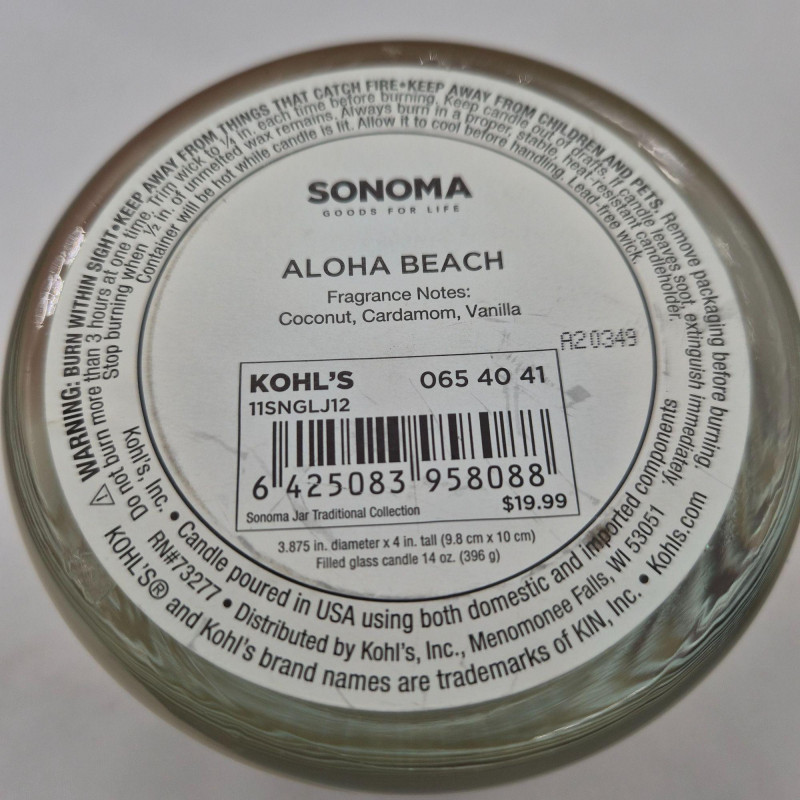 ⚠ WARNING: BURN WITHIN SIGHT•KEEP AWAY FROM THINGS THAT CATCH FIRE•KEEP AWAY FROM CHILDREN AND PETS. Remove packaging before burning.
Do not burn more than 3 hours at one time. Trim wick to ¼ in. each time before burning. Keep candle out of drafts. If candle leaves soot, extinguish immediately.
Stop burning when ½ in. of unmelted wax remains. Always burn in a proper, stable, heat-resistant candleholder.
Container will be hot while candle is lit. Allow it to cool before handling. Lead-free wick.
SONOMA
GOODS FOR LIFE
ALOHA BEACH
Fragrance Notes:
Coconut, Cardamom, Vanilla
A20349
KOHL'S 065 40 41
11SNGLJ12
6 425083 958088
Sonoma Jar Traditional Collection $19.99
3.875 in. diameter x 4 in. tall (9.8 cm x 10 cm)
Filled glass candle 14 oz. (396 g)
Kohl's, Inc. • Candle poured in USA using both domestic and imported components
RN#73277 • Distributed by Kohl's, Inc., Menomonee Falls, WI 53051
KOHL'S® and Kohl's brand names are trademarks of KIN, Inc. • Kohls.com